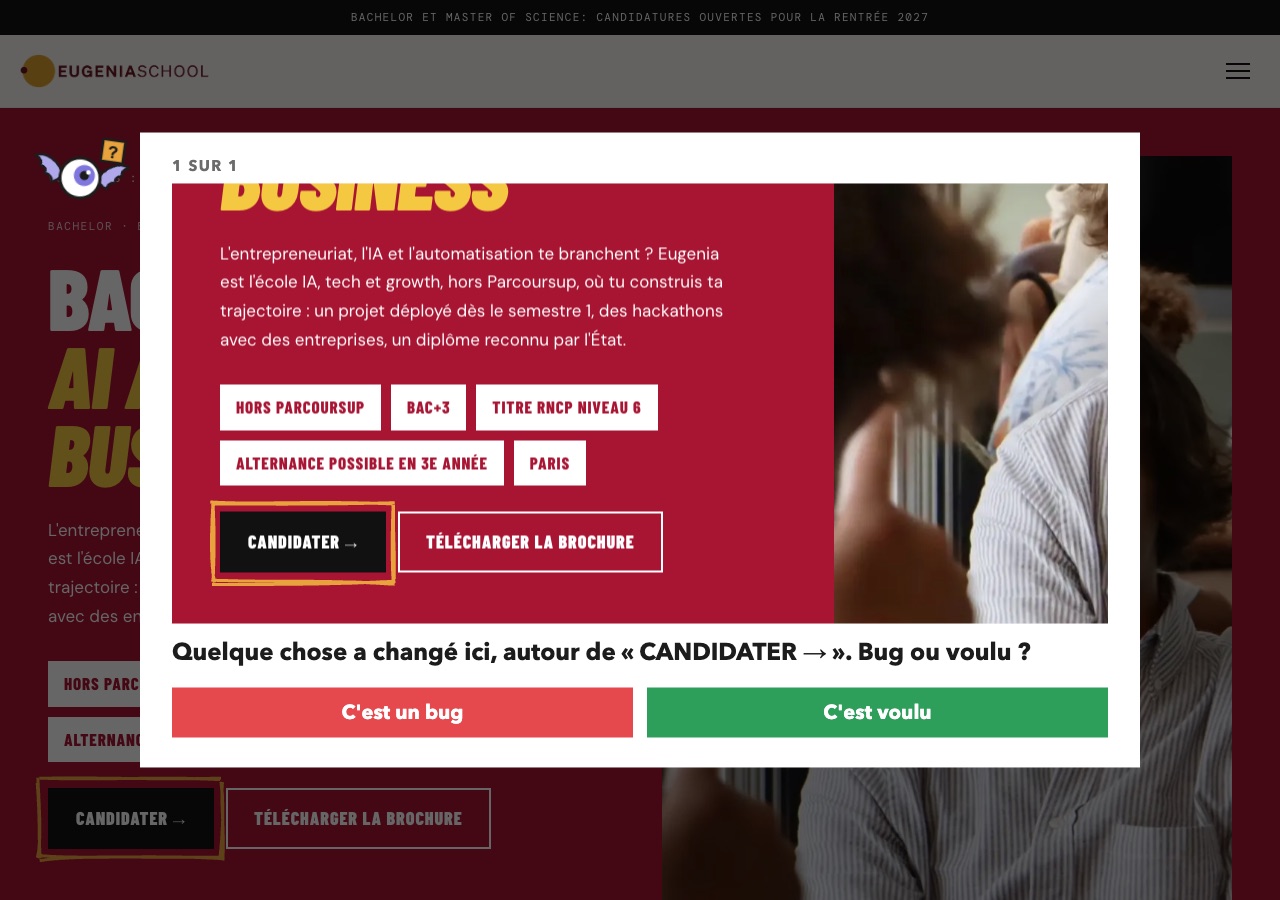 BACHELOR ET MASTER OF SCIENCE: CANDIDATURES OUVERTES POUR LA RENTRÉE 2027
EUGENIASCHOOL
?
BACHELOR ·
BAC
AI
BUS
L'entreprene
est l'école IA
trajectoire :
avec des en
HORS PARC
ALTERNANC
CANDIDATER →
TÉLÉCHARGER LA BROCHURE
1 SUR 1
BUSINESS
L'entrepreneuriat, l'IA et l'automatisation te branchent ? Eugenia
est l'école IA, tech et growth, hors Parcoursup, où tu construis ta
trajectoire : un projet déployé dès le semestre 1, des hackathons
avec des entreprises, un diplôme reconnu par l'État.
HORS PARCOURSUP
BAC+3
TITRE RNCP NIVEAU 6
ALTERNANCE POSSIBLE EN 3E ANNÉE
PARIS
CANDIDATER →
TÉLÉCHARGER LA BROCHURE
Quelque chose a changé ici, autour de « CANDIDATER → ». Bug ou voulu ?
C'est un bug
C'est voulu